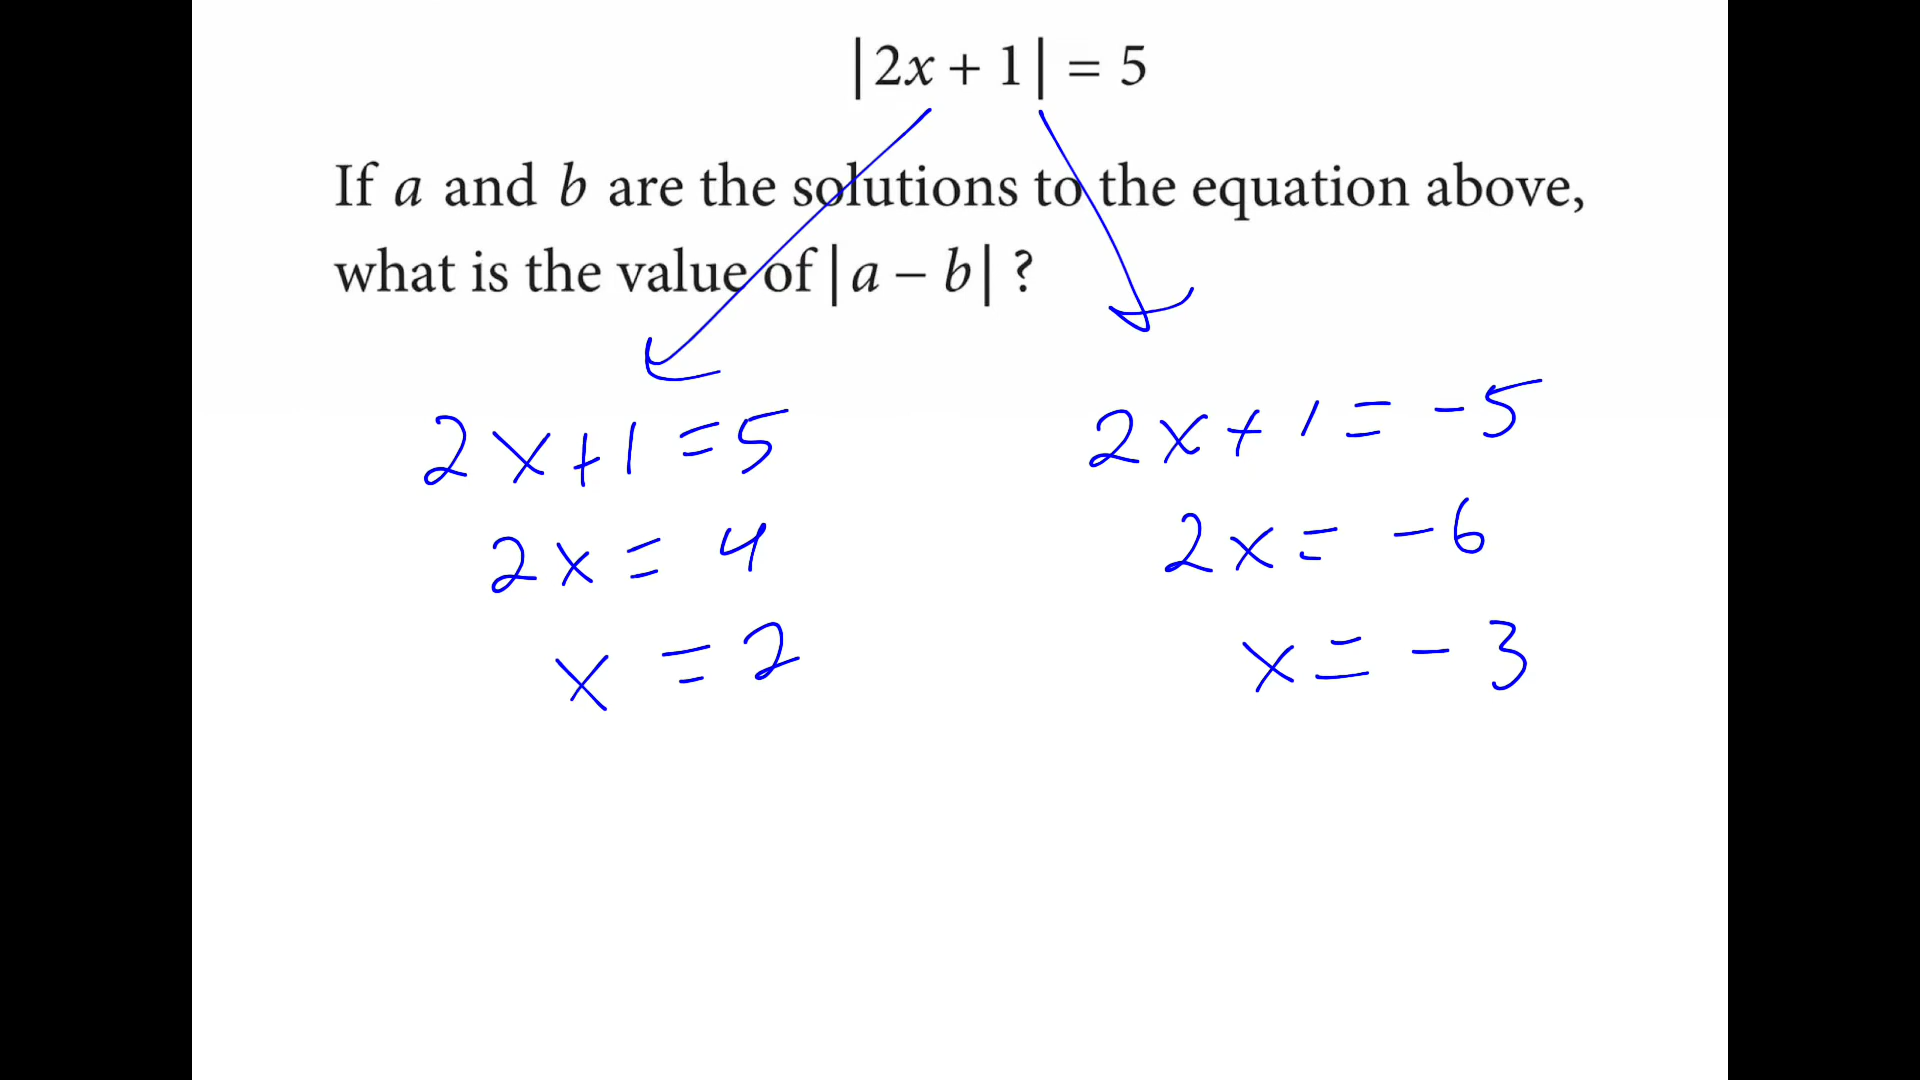 |2x + 1| = 5
If a and b are the solutions to the equation above,
what is the value of |a – b| ?
2x+1=5
2x+1=-5
2x=4
2x=-6
x=2
x=-3